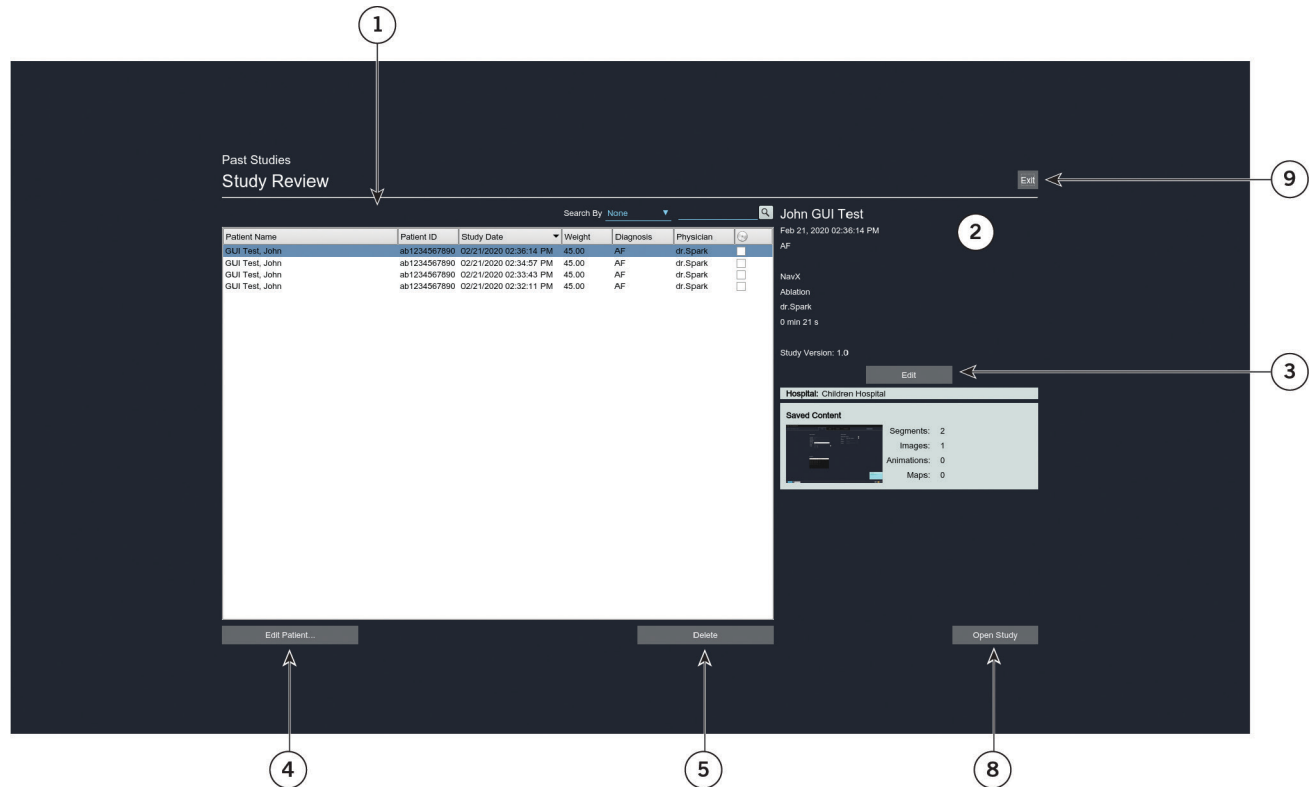 1
Past Studies
Study Review
Exit
9
Search By None
John GUI Test
Feb 21, 2020 02:36:14 PM
2
AF
Patient Name Patient ID Study Date Weight Diagnosis Physician
GUI Test, John ab1234567890 02/21/2020 02:36:14 PM 45.00 AF dr.Spark
GUI Test, John ab1234567890 02/21/2020 02:34:57 PM 45.00 AF dr.Spark
GUI Test, John ab1234567890 02/21/2020 02:33:43 PM 45.00 AF dr.Spark
GUI Test, John ab1234567890 02/21/2020 02:32:11 PM 45.00 AF dr.Spark
NavX
Ablation
dr.Spark
0 min 21 s
Study Version: 1.0
Edit
3
Hospital: Children Hospital
Saved Content
Segments: 2
Images: 1
Animations: 0
Maps: 0
Edit Patient...
Delete
Open Study
4
5
8